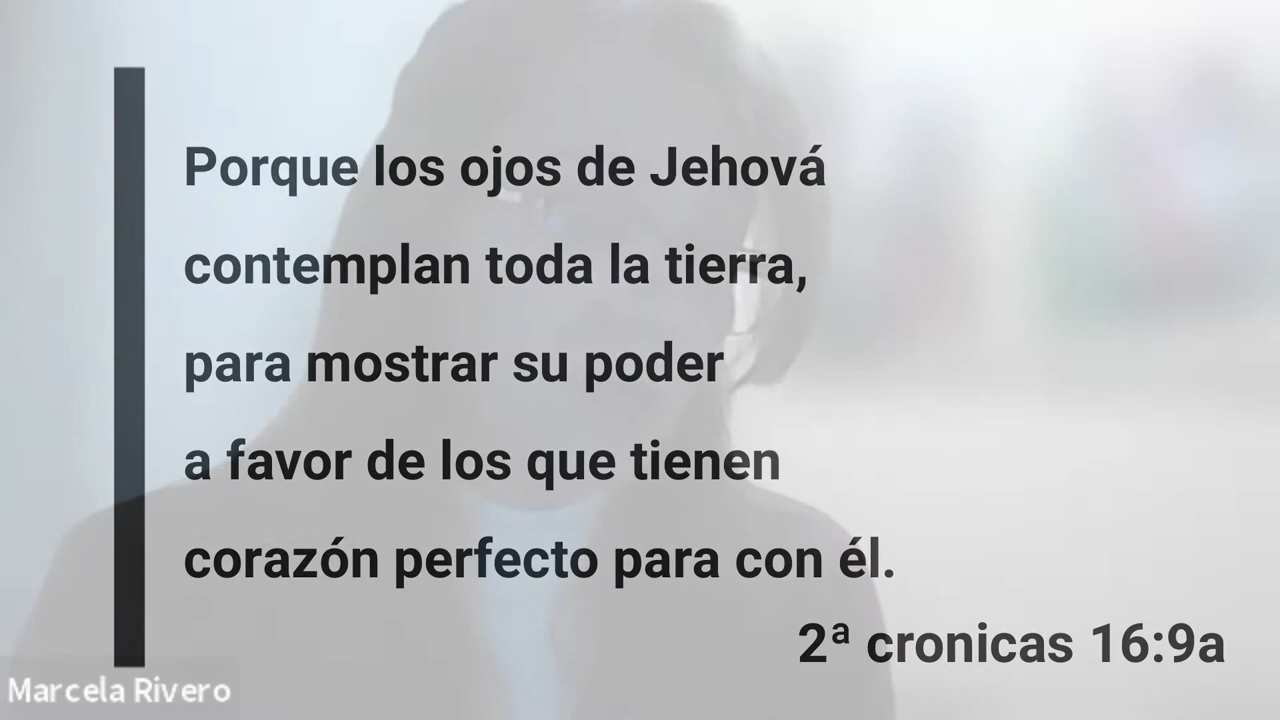 Porque los ojos de Jehová
contemplan toda la tierra,
para mostrar su poder
a favor de los que tienen
corazón perfecto para con él.
2ª cronicas 16:9a
Marcela Rivero